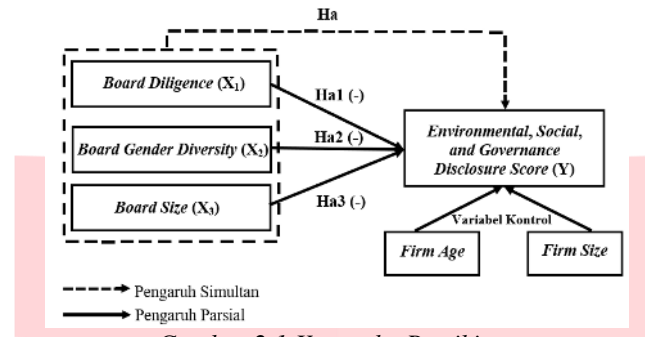 Ha
Board Diligence (X1)
Ha1 (-)
Board Gender Diversity (X2)
Ha2 (-)
Board Size (X3)
Ha3 (-)
Environmental, Social,
and Governance
Disclosure Score (Y)
Variabel Kontrol
Firm Age
Firm Size
Pengaruh Simultan
Pengaruh Parsial